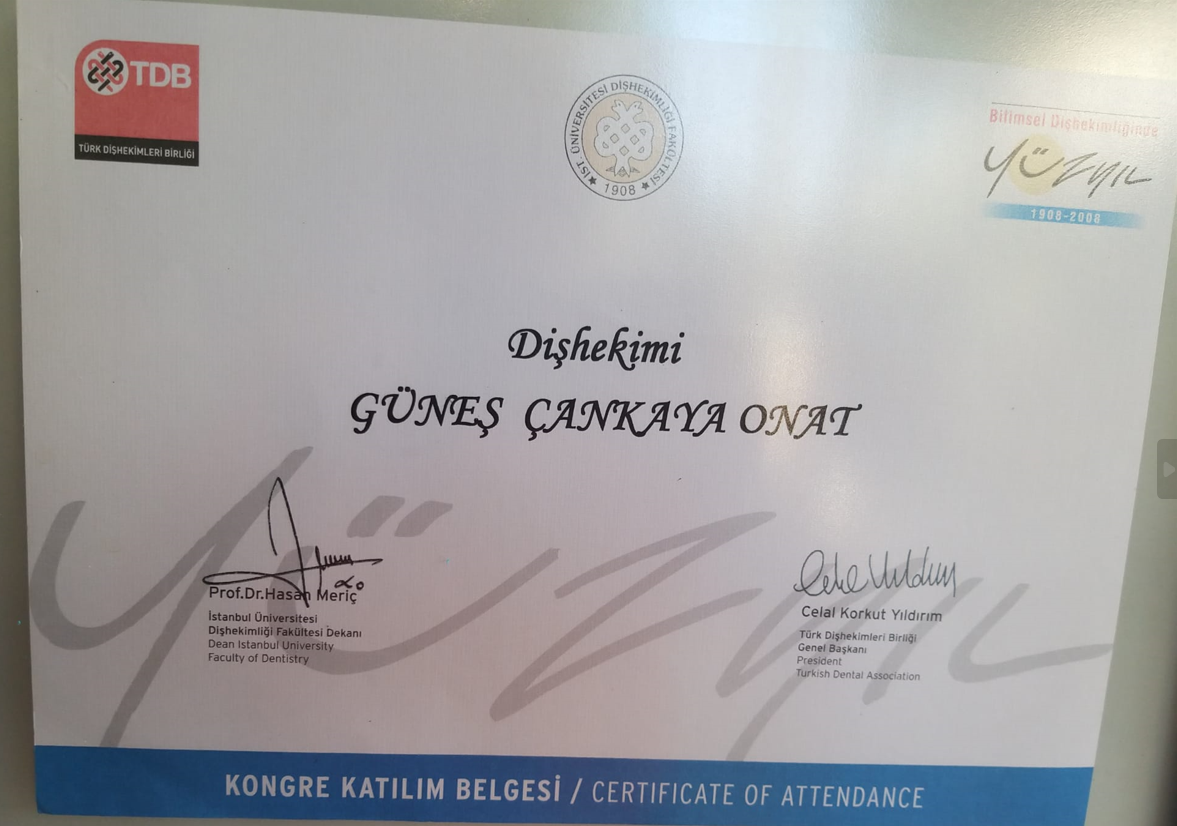 TDB
TÜRK DİŞHEKİMLERİ BİRLİĞİ
İST. ÜNİVERSİTESİ DİŞHEKİMLİĞİ FAKÜLTESİ
1908
Bilimsel Dişhekimliğinde
yüzyıl
1908-2008
Dişhekimi
GÜNEŞ ÇANKAYA ONAT
yüzyıl
Prof.Dr.Hasan Meriç
İstanbul Üniversitesi
Dişhekimliği Fakültesi Dekanı
Dean Istanbul University
Faculty of Dentistry
Celal Korkut Yıldırım
Türk Dişhekimleri Birliği
Genel Başkanı
President
Turkish Dental Association
KONGRE KATILIM BELGESİ / CERTIFICATE OF ATTENDANCE